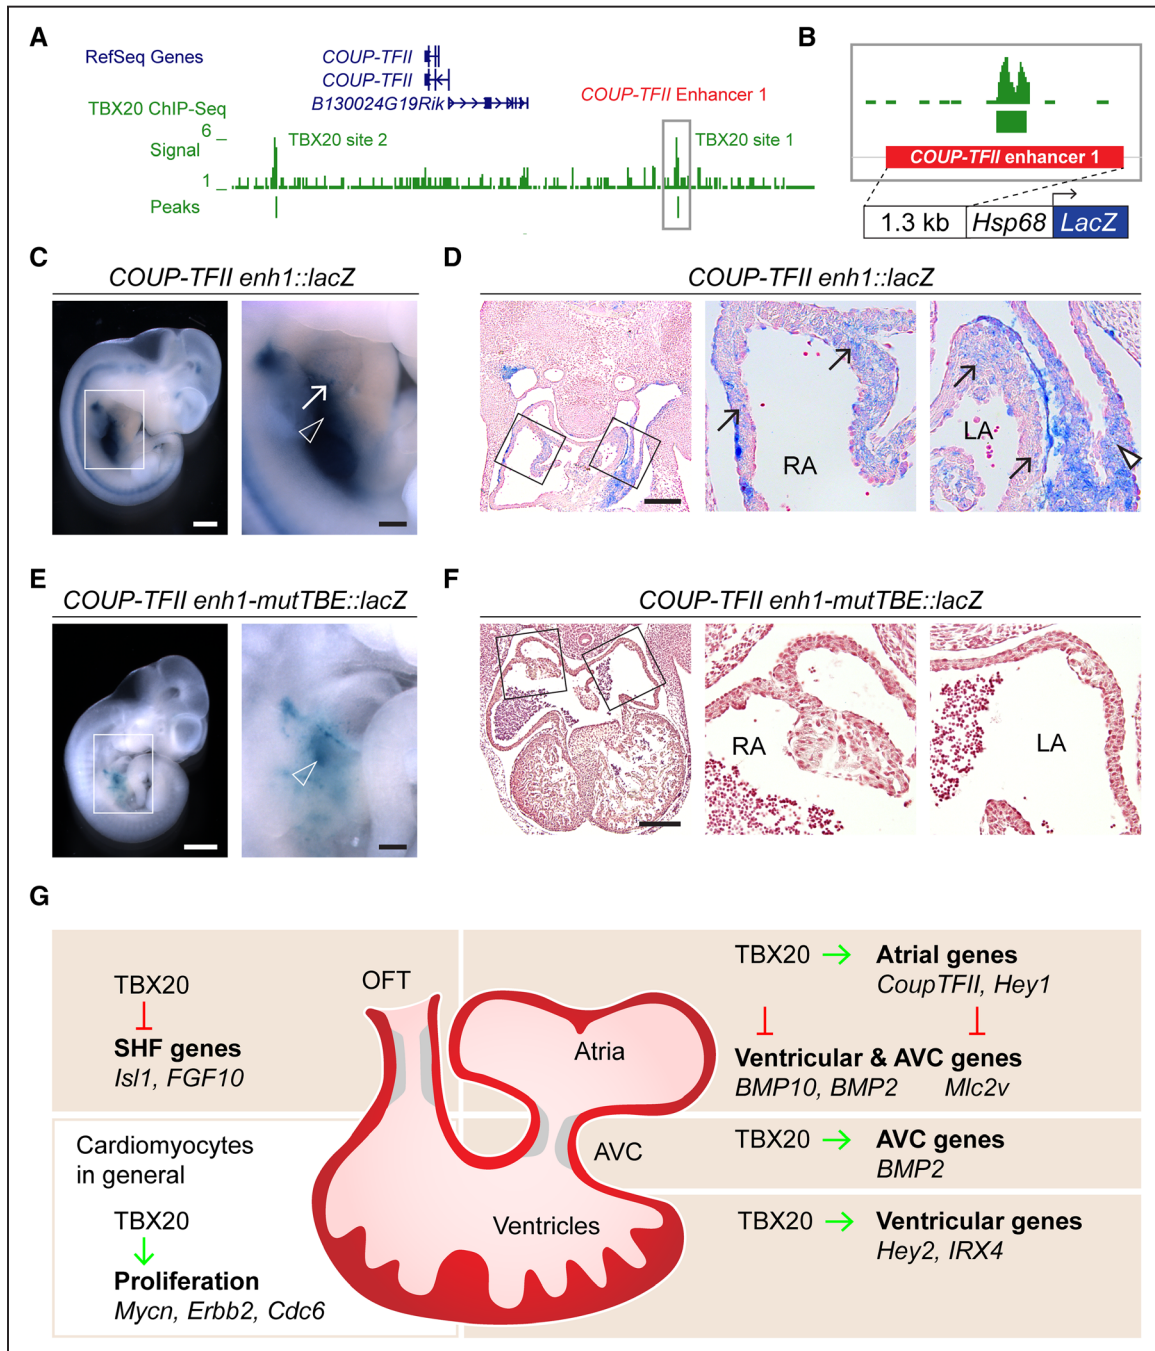 A
RefSeq Genes
COUP-TFII
COUP-TFII
B130024G19Rik
COUP-TFII Enhancer 1
TBX20 ChIP-Seq
6
Signal
TBX20 site 2
TBX20 site 1
1
Peaks
B
COUP-TFII enhancer 1
1.3 kb
Hsp68
LacZ
C
COUP-TFII enh1::lacZ
D
COUP-TFII enh1::lacZ
RA
LA
E
COUP-TFII enh1-mutTBE::lacZ
F
COUP-TFII enh1-mutTBE::lacZ
RA
LA
G
TBX20
SHF genes
Isl1, FGF10
OFT
Atria
AVC
Ventricles
TBX20
Atrial genes
CoupTFII, Hey1
Ventricular & AVC genes
BMP10, BMP2
Mlc2v
TBX20
AVC genes
BMP2
TBX20
Ventricular genes
Hey2, IRX4
Cardiomyocytes
in general
TBX20
Proliferation
Mycn, Erbb2, Cdc6